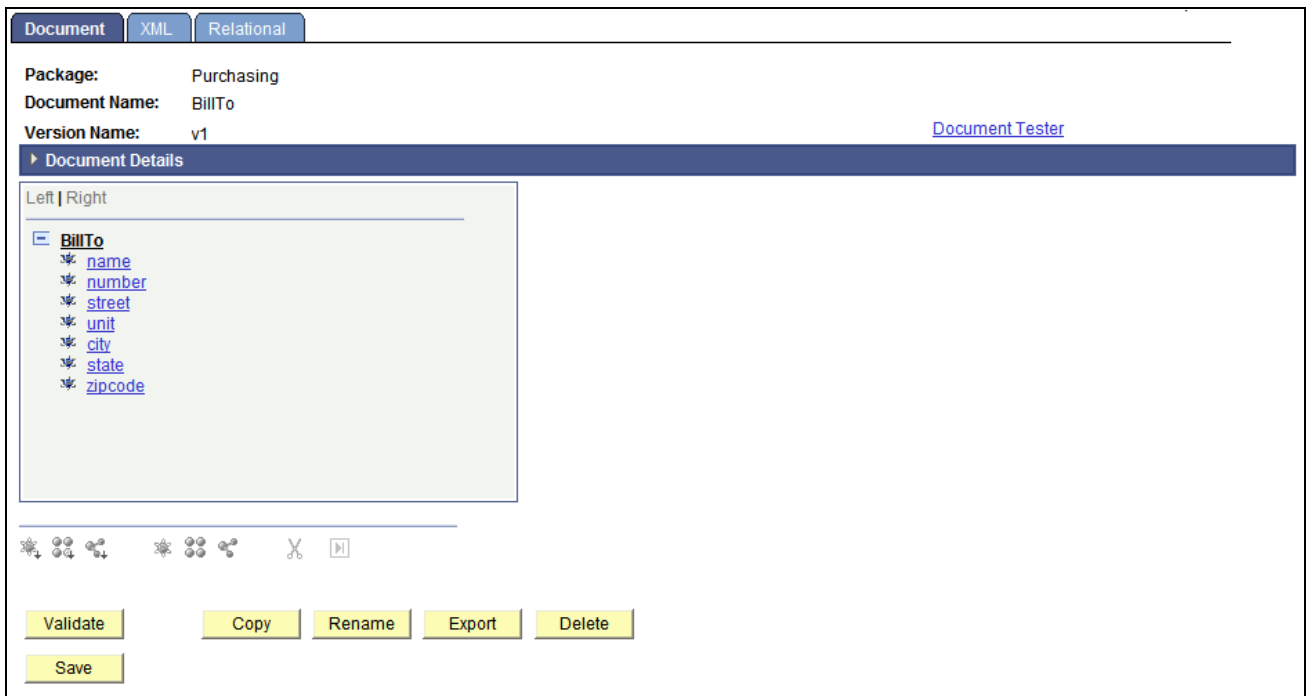 Document XML Relational
Package: Purchasing
Document Name: BillTo
Version Name: v1 Document Tester
Document Details
Left | Right
BillTo
name
number
street
unit
city
state
zipcode
Validate Copy Rename Export Delete
Save